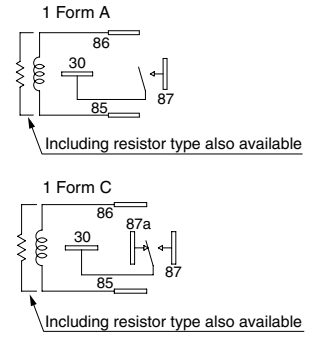 1 Form A
86
30
87
85
Including resistor type also available
1 Form C
86
87a
30
87
85
Including resistor type also available